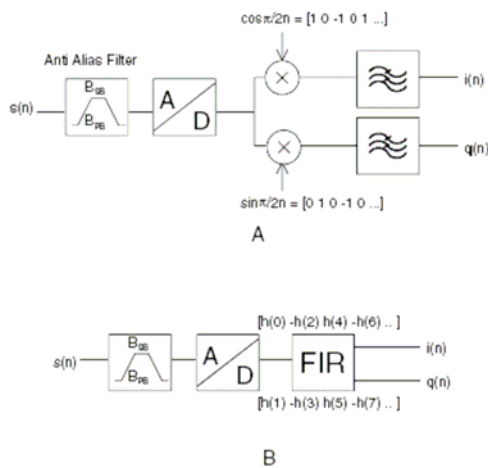 cosπ/2n = [1 0 -1 0 1 ...]
Anti Alias Filter
s(n)
B_SB
B_PB
A
D
i(n)
q(n)
sinπ/2n = [0 1 0 -1 0 ...]
A
[h(0) -h(2) h(4) -h(6) .. ]
s(n)
B_SB
B_PB
A
D
FIR
i(n)
q(n)
[h(1) -h(3) h(5) -h(7) .. ]
B